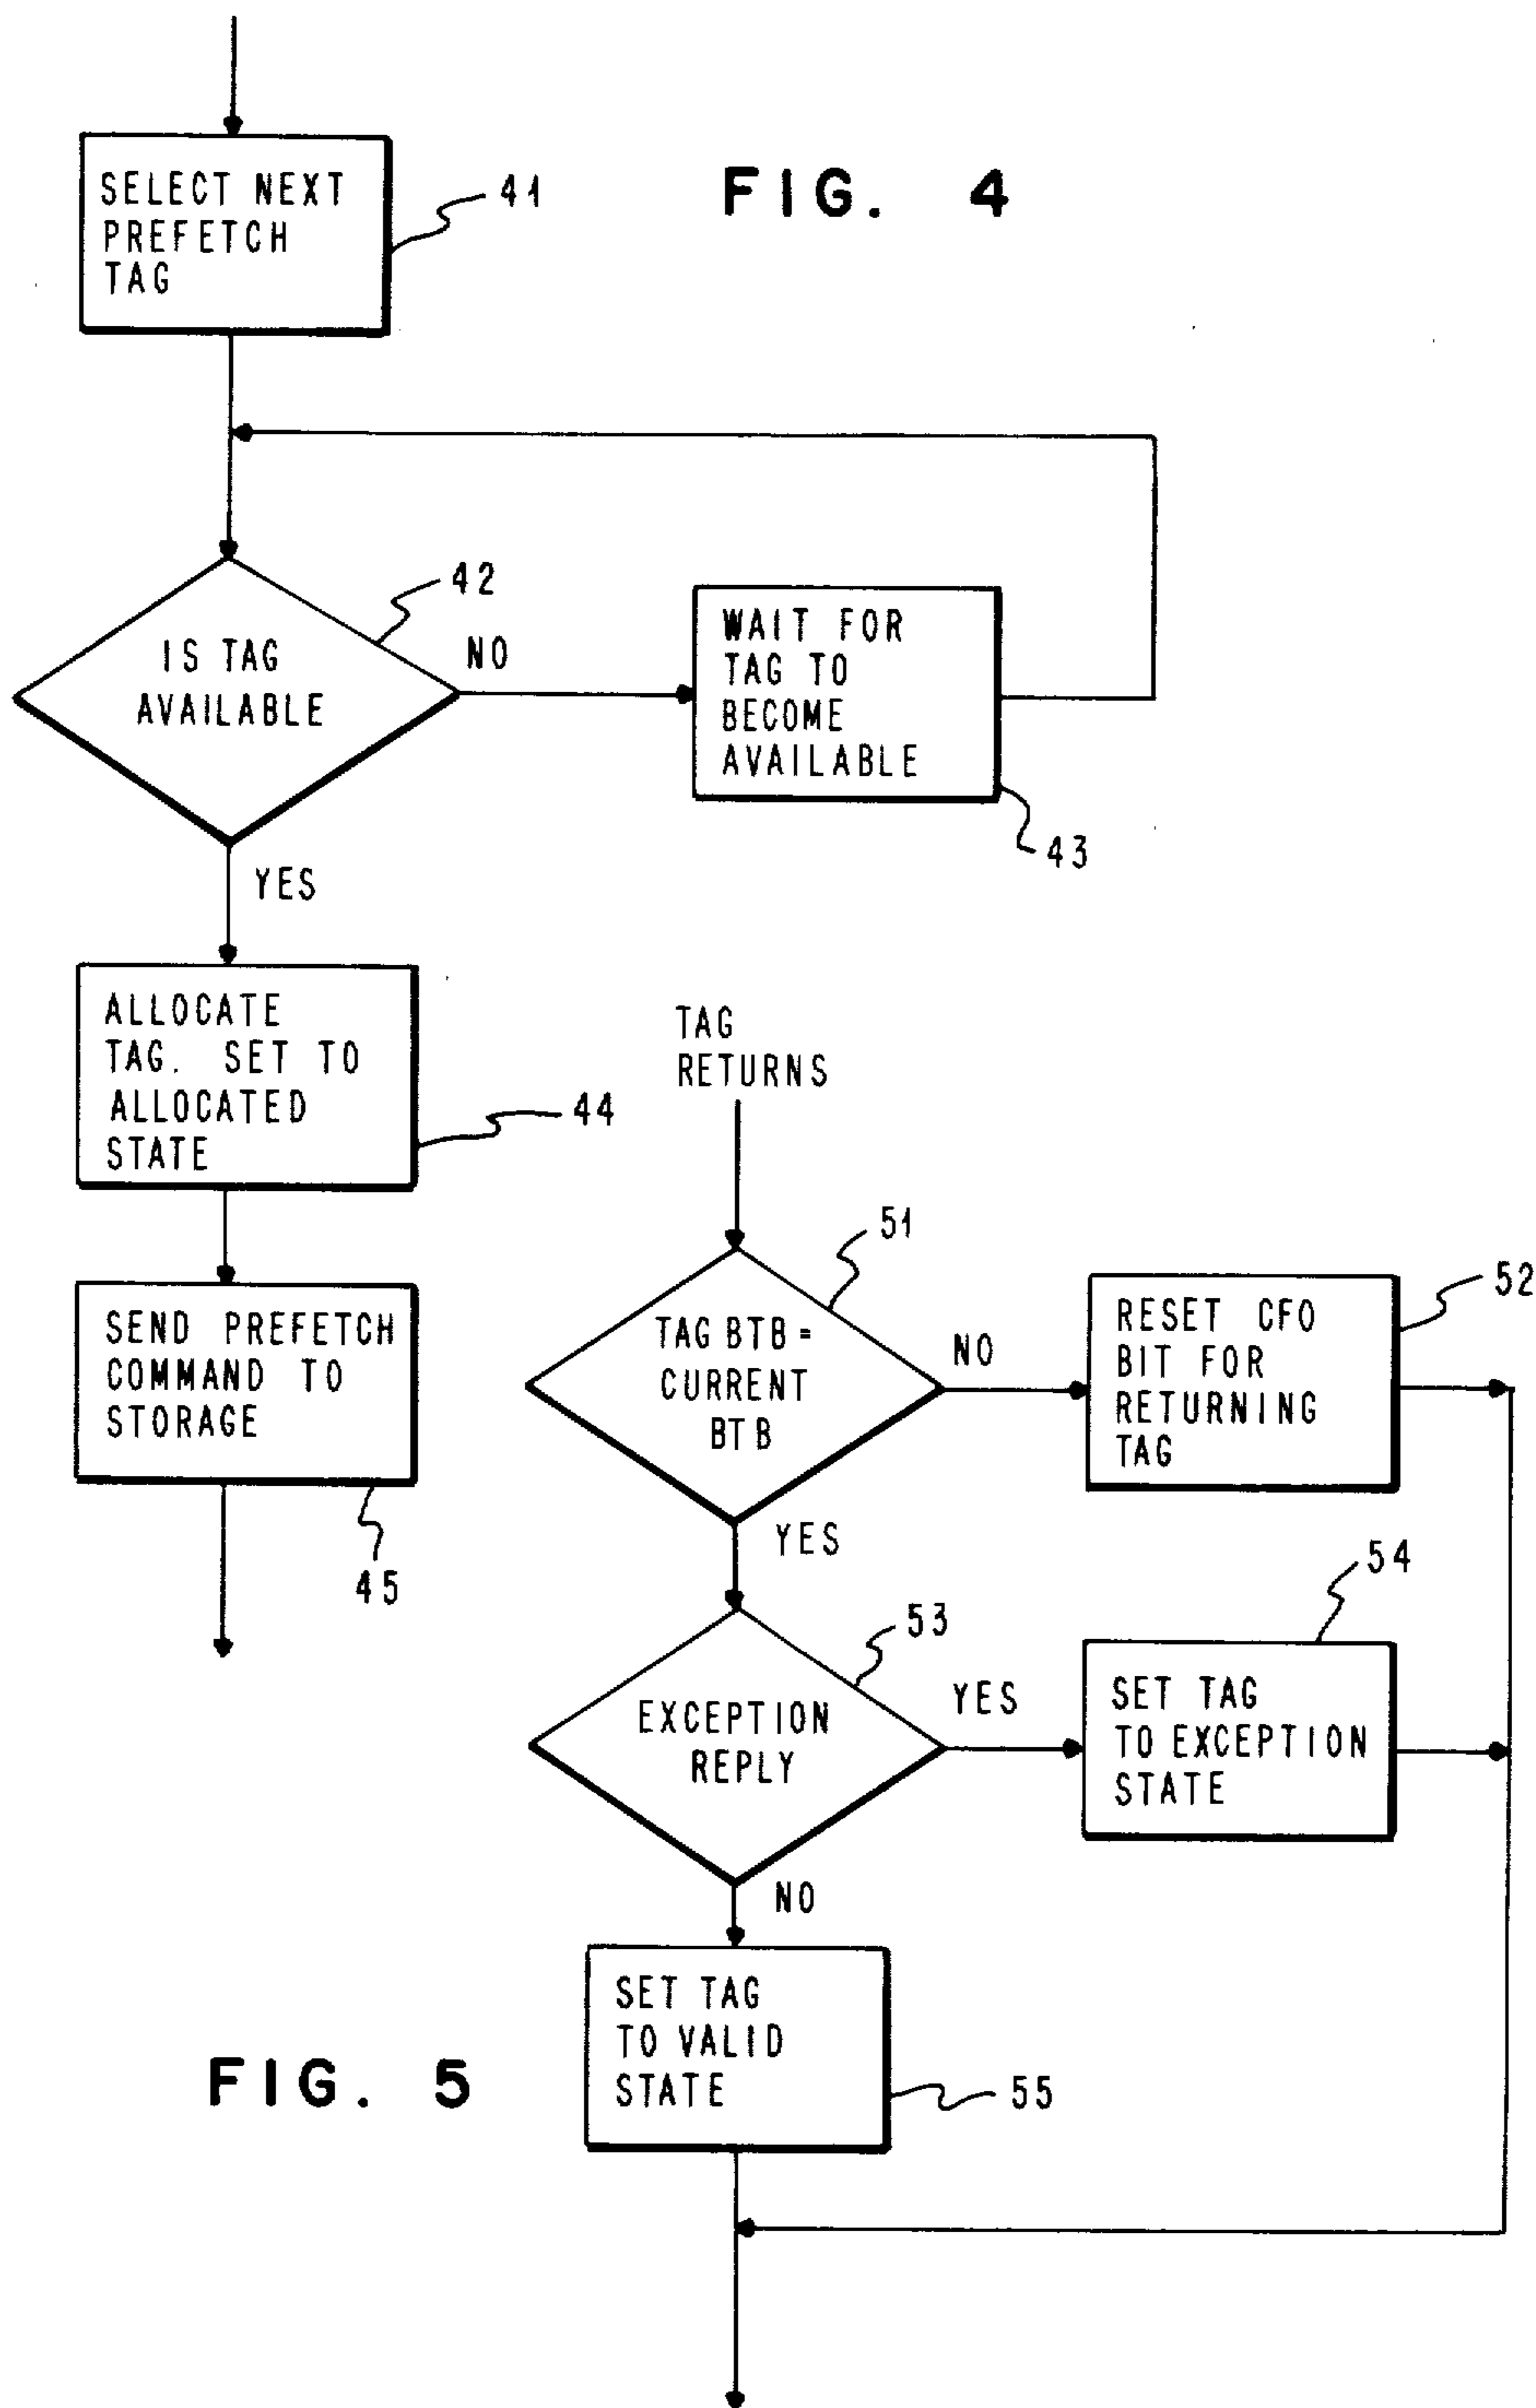 FIG. 4
SELECT NEXT
PREFETCH
TAG
41
IS TAG
AVAILABLE
42
NO
WAIT FOR
TAG TO
BECOME
AVAILABLE
43
YES
ALLOCATE
TAG. SET TO
ALLOCATED
STATE
44
SEND PREFETCH
COMMAND TO
STORAGE
45
TAG
RETURNS
TAG BTB =
CURRENT
BTB
51
NO
RESET CFO
BIT FOR
RETURNING
TAG
52
YES
EXCEPTION
REPLY
53
YES
SET TAG
TO EXCEPTION
STATE
54
NO
SET TAG
TO VALID
STATE
55
FIG. 5